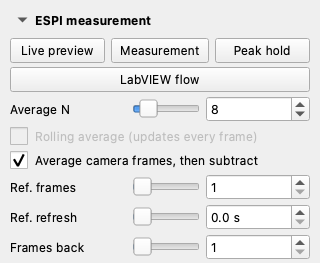 ESPI measurement
Live preview Measurement Peak hold
LabVIEW flow
Average N 8
Rolling average (updates every frame)
Average camera frames, then subtract
Ref. frames 1
Ref. refresh 0.0 s
Frames back 1